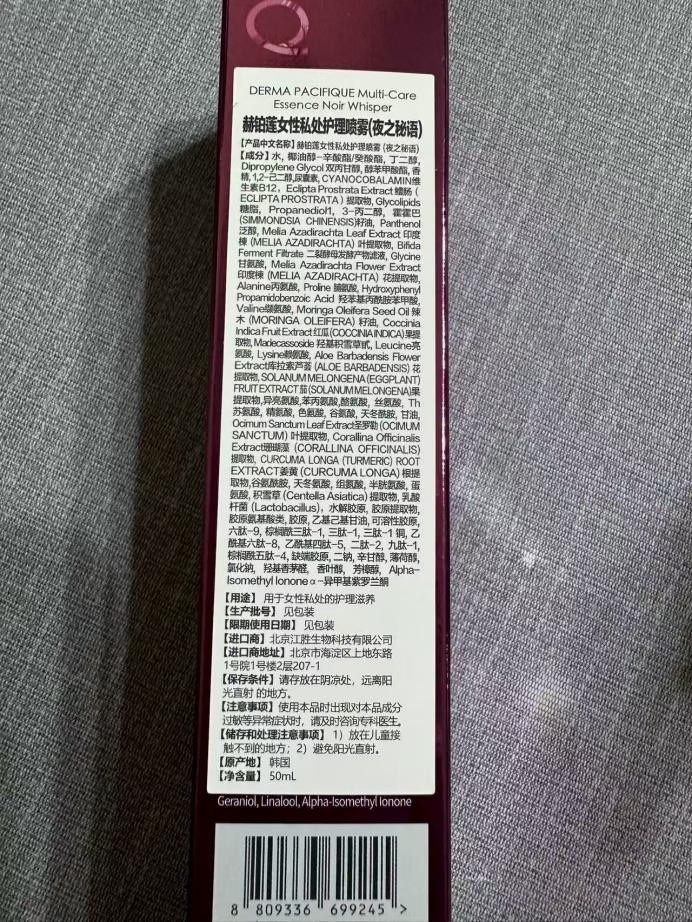 DERMA PACIFIQUE Multi-Care
Essence Noir Whisper
赫铂莲女性私处护理喷雾(夜之秘语)
【产品中文名称】赫铂莲女性私处护理喷雾 (夜之秘语)
【成分】水, 椰油醇-辛酸酯/癸酸酯, 丁二醇,
Dipropylene Glycol 双丙甘醇, 醇苯甲酸酯, 香
精, 1,2-己二醇,尿囊素, CYANOCOBALAMIN维
生素B12, Eclipta Prostrata Extract 鳢肠 (
ECLIPTA PROSTRATA ) 提取物, Glycolipids
糖脂, Propanediol1, 3-丙二醇, 霍霍巴
(SIMMONDSIA CHINENSIS)籽油, Panthenol
泛醇, Melia Azadirachta Leaf Extract 印度
楝 (MELIA AZADIRACHTA) 叶提取物, Bifida
Ferment Filtrate 二裂酵母发酵产物滤液, Glycine
甘氨酸, Melia Azadirachta Flower Extract
印度楝 (MELIA AZADIRACHTA) 花提取物,
Alanine丙氨酸, Proline 脯氨酸, Hydroxyphenyl
Propamidobenzoic Acid 羟苯基丙酰胺苯甲酸,
Valine缬氨酸, Moringa Oleifera Seed Oil 辣
木 (MORINGA OLEIFERA) 籽油, Coccinia
Indica Fruit Extract 红瓜(COCCINIA INDICA)果提
取物, Madecassoside 羟基积雪草甙, Leucine亮
氨酸, Lysine赖氨酸, Aloe Barbadensis Flower
Extract库拉索芦荟 (ALOE BARBADENSIS) 花
提取物, SOLANUM MELONGENA (EGGPLANT)
FRUIT EXTRACT 茄(SOLANUM MELONGENA)果
提取物,异亮氨酸,苯丙氨酸,酪氨酸, 丝氨酸, Th
苏氨酸, 精氨酸, 色氨酸, 谷氨酸, 天冬酰胺, 甘油,
Ocimum Sanctum Leaf Extract圣罗勒 (OCIMUM
SANCTUM) 叶提取物, Corallina Officinalis
Extract珊瑚藻 (CORALLINA OFFICINALIS)
提取物, CURCUMA LONGA (TURMERIC) ROOT
EXTRACT姜黄 (CURCUMA LONGA) 根提
取物,谷氨酰胺, 天冬氨酸, 组氨酸, 半胱氨酸, 蛋
氨酸, 积雪草 (Centella Asiatica) 提取物, 乳酸
杆菌 (Lactobacillus), 水解胶原, 胶原提取物,
胶原氨基酸类, 胶原, 乙基己基甘油, 可溶性胶原,
六肽-9, 棕榈酰三肽-1, 三肽-1, 三肽-1 铜, 乙
酰基六肽-8, 乙酰基四肽-5, 二肽-2, 九肽-1,
棕榈酰五肽-4, 缺端胶原, 二钠, 辛甘醇, 薄荷醇,
氯化钠, 羟基香茅醛, 香叶醇, 芳樟醇, Alpha-
Isomethyl Ionone α-异甲基紫罗兰酮
【用途】 用于女性私处的护理滋养
【生产批号】 见包装
【限期使用日期】 见包装
【进口商】北京江胜生物科技有限公司
【进口商地址】 北京市海淀区上地东路
1号院1号楼2层207-1
【保存条件】 请存放在阴凉处, 远离阳
光直射 的地方。
【注意事项】 使用本品时出现对本品成分
过敏等异常症状时, 请及时咨询专科医生。
【储存和处理注意事项】 1) 放在儿童接
触不到的地方; 2) 避免阳光直射。
【原产地】 韩国
【净含量】 50mL
Geraniol, Linalool, Alpha-Isomethyl Ionone
8 809336 699245 >